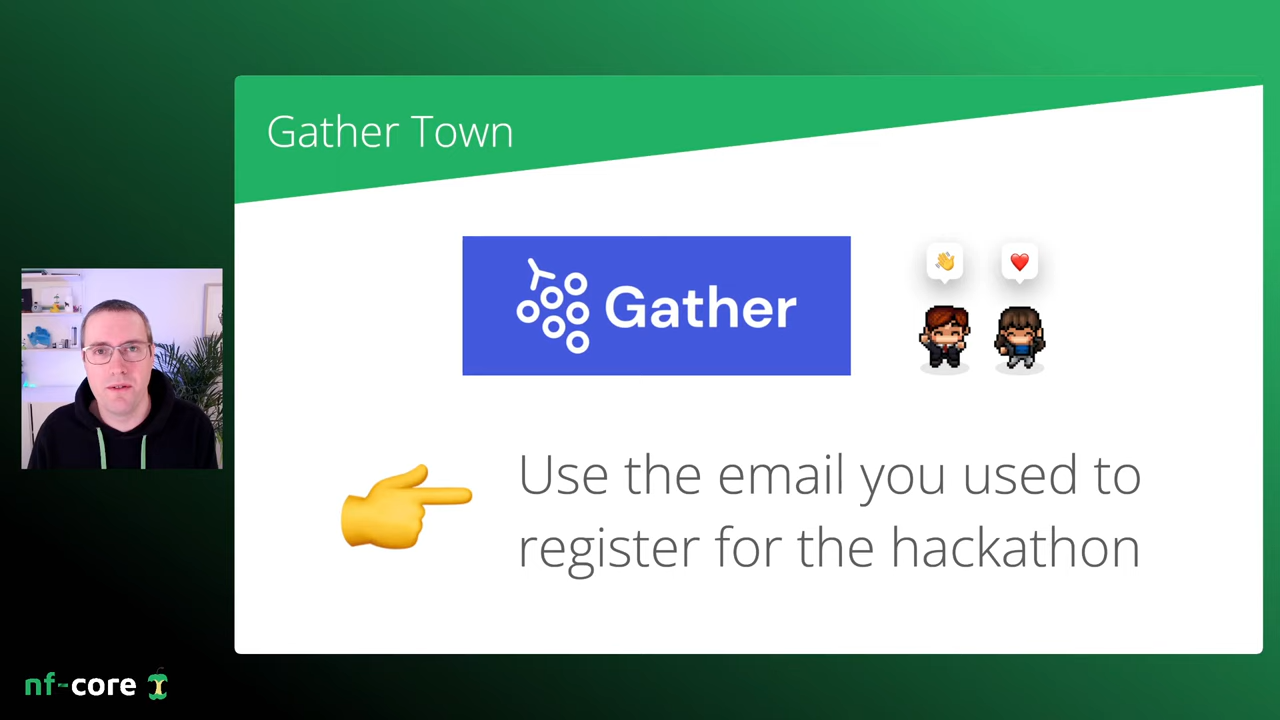 Gather Town
Gather
Use the email you used to
register for the hackathon
nf-core